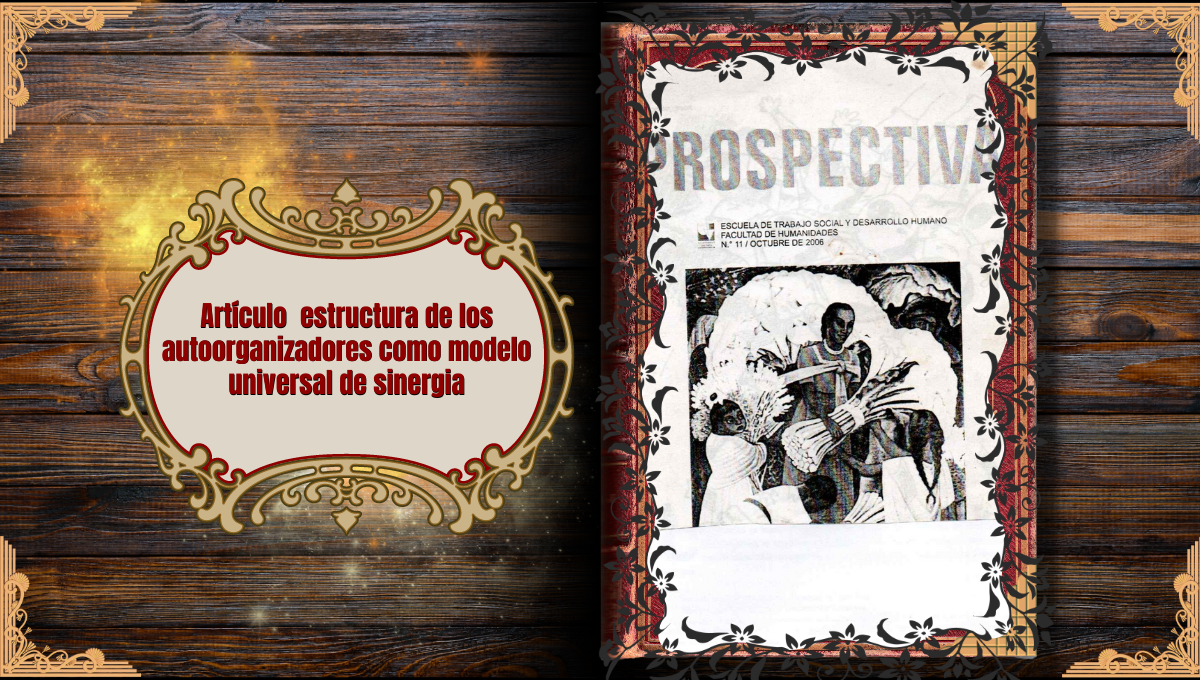 Artículo estructura de los
autoorganizadores como modelo
universal de sinergia
PROSPECTIVA
ESCUELA DE TRABAJO SOCIAL Y DESARROLLO HUMANO
FACULTAD DE HUMANIDADES
N.° 11 / OCTUBRE DE 2006